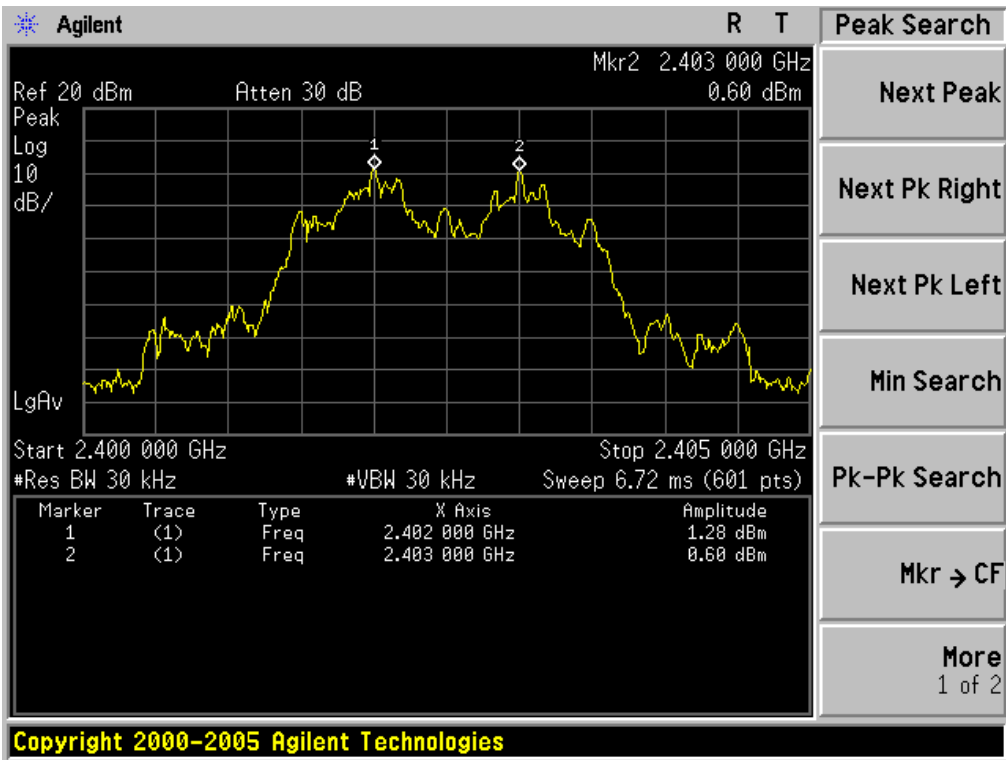 Agilent R T
Mkr2 2.403 000 GHz
Ref 20 dBm Atten 30 dB 0.60 dBm
Peak
Log
10
dB/
1 2
LgAv
Start 2.400 000 GHz Stop 2.405 000 GHz
#Res BW 30 kHz #VBW 30 kHz Sweep 6.72 ms (601 pts)
Marker Trace Type X Axis Amplitude
1 (1) Freq 2.402 000 GHz 1.28 dBm
2 (1) Freq 2.403 000 GHz 0.60 dBm
Copyright 2000-2005 Agilent Technologies
Peak Search
Next Peak
Next Pk Right
Next Pk Left
Min Search
Pk-Pk Search
Mkr → CF
More
1 of 2